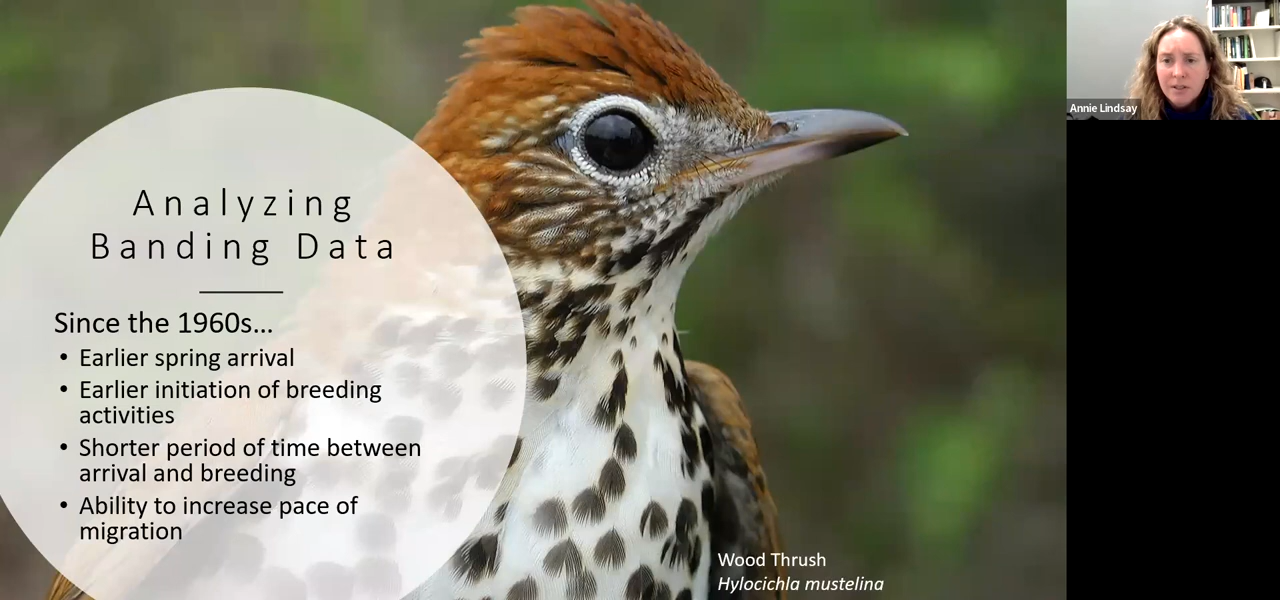 Analyzing
Banding Data
Since the 1960s...
• Earlier spring arrival
• Earlier initiation of breeding
activities
• Shorter period of time between
arrival and breeding
• Ability to increase pace of
migration
Wood Thrush
Hylocichla mustelina
Annie Lindsay